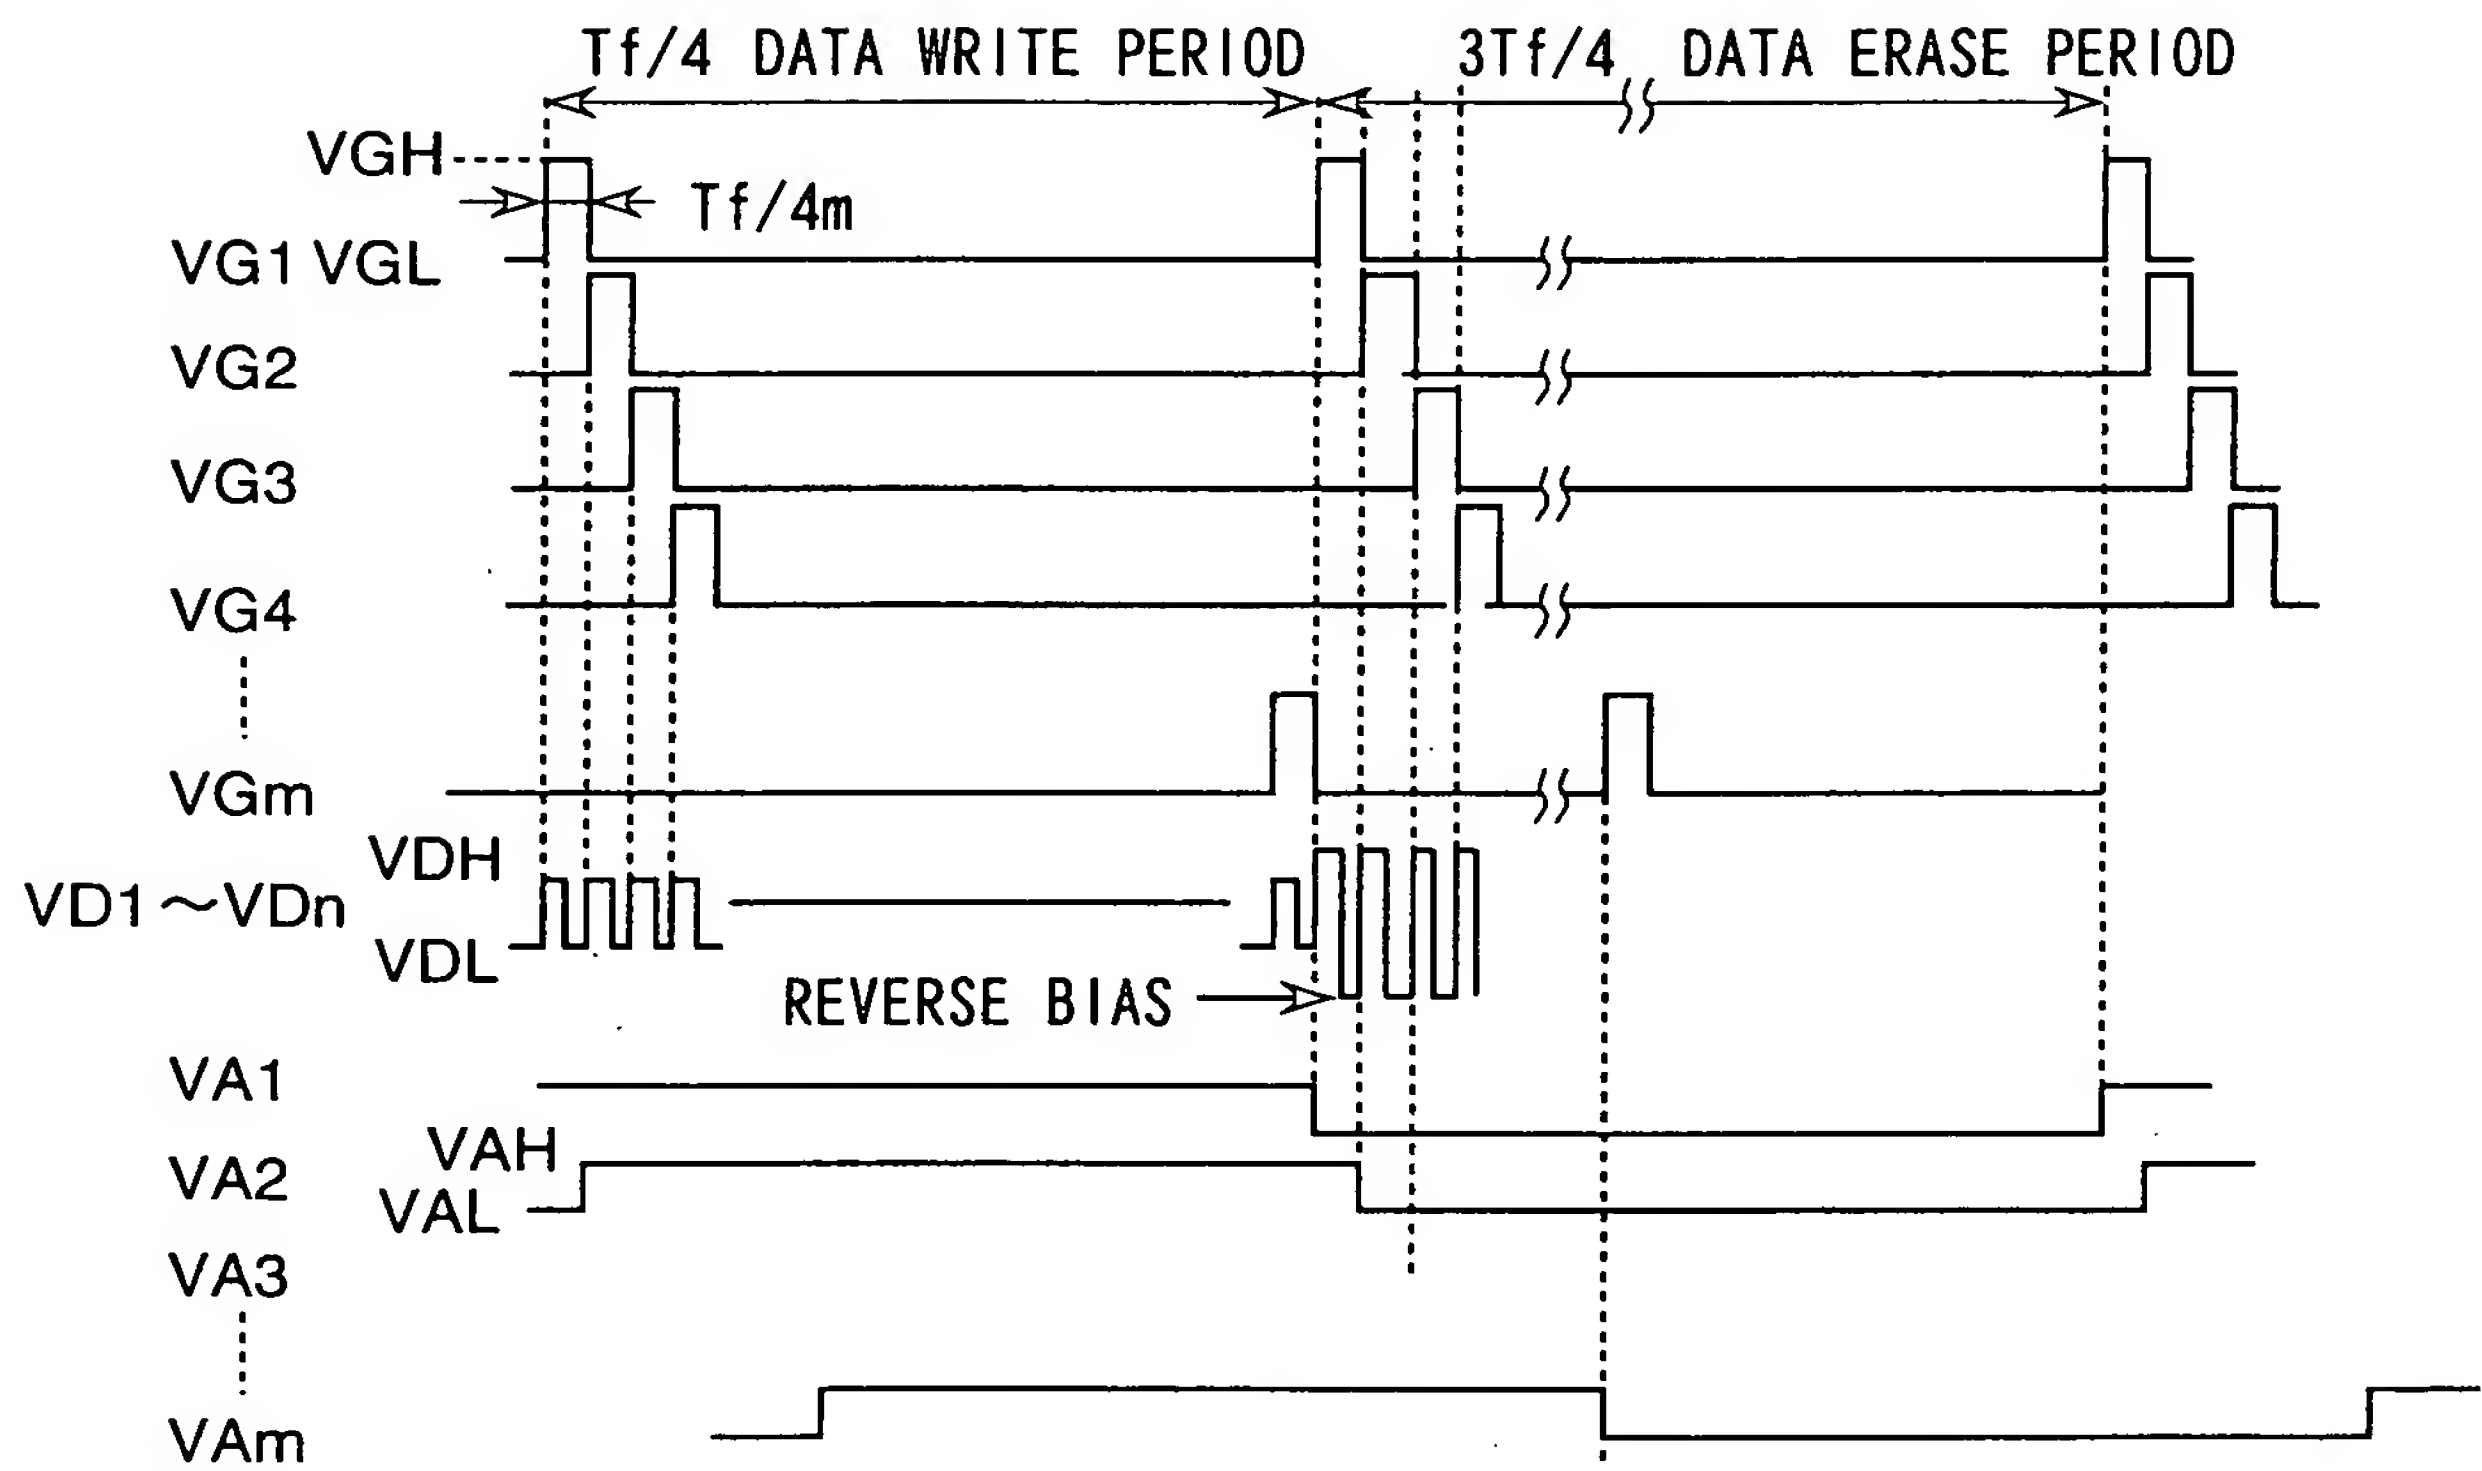 Tf/4 DATA WRITE PERIOD 3Tf/4 DATA ERASE PERIOD
VGH
Tf/4m
VG1 VGL
VG2
VG3
VG4
VGm
VDH
VD1～VDn
VDL
REVERSE BIAS
VA1
VAH
VA2
VAL
VA3
VAm